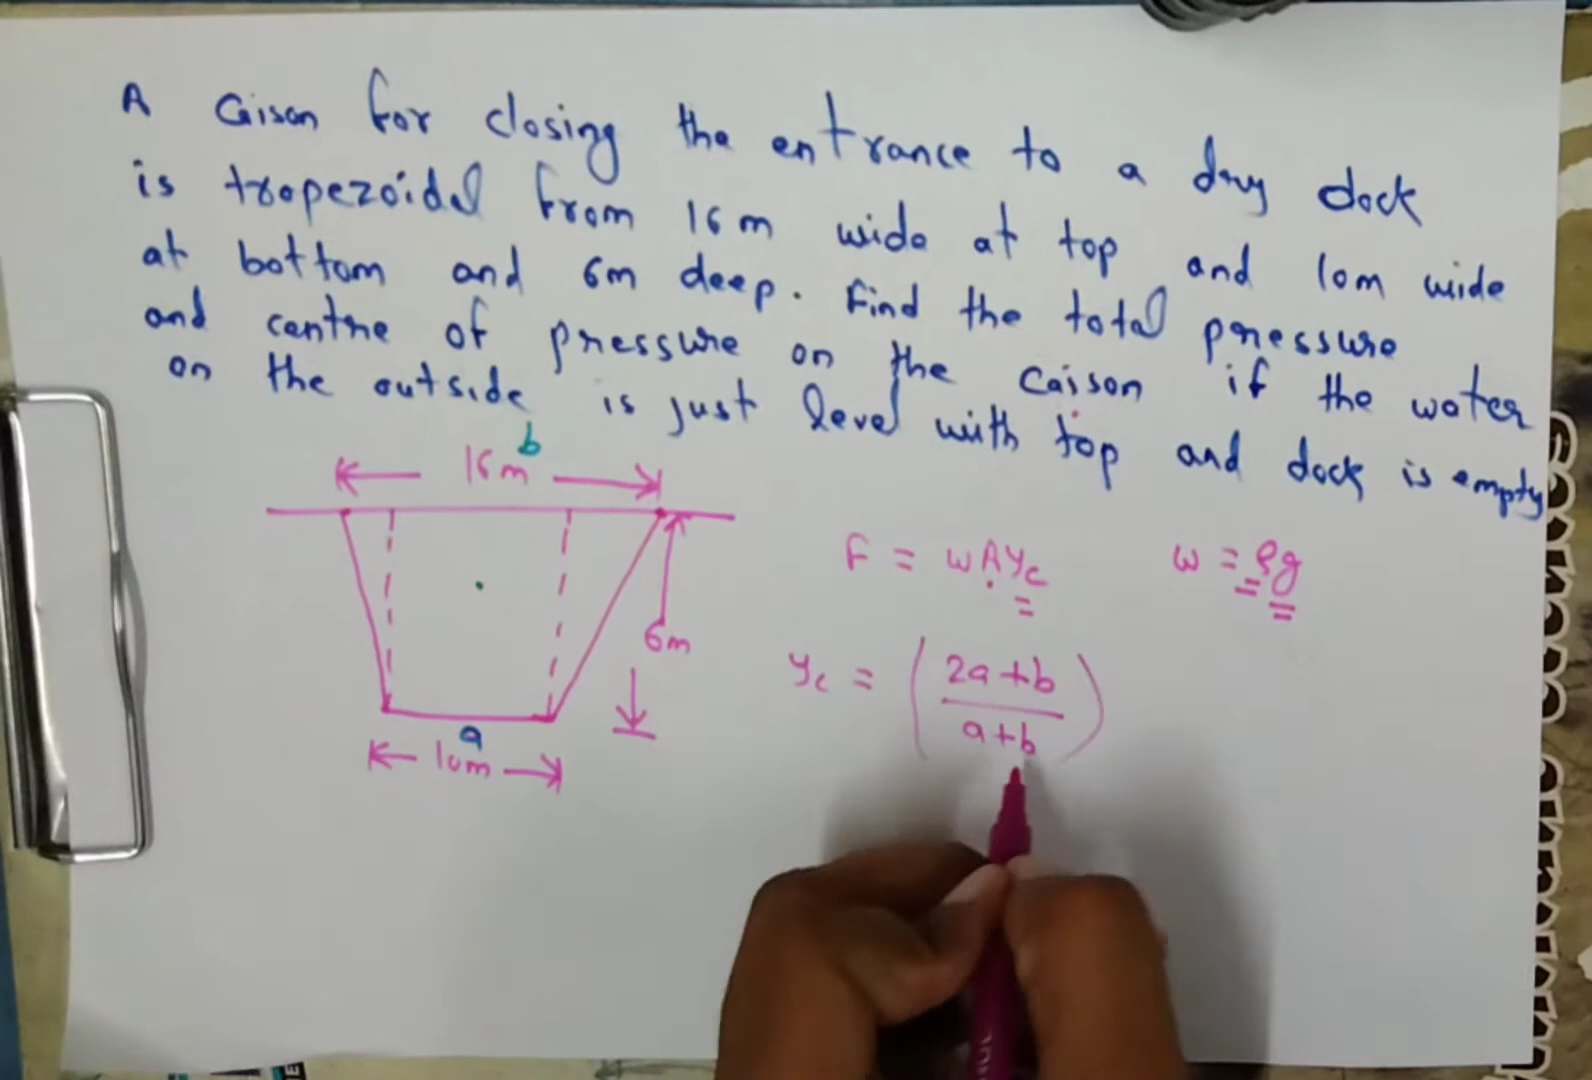 A Caison for closing the entrance to a dry dock
is tropezoidal from 16m wide at top and 10m wide
at bottom and 6m deep. Find the total pressure
and centre of pressure on the caison if the water
on the outside is just level with top and dock is empty
b
16m
6m
a
10m
F = wAyc
w = ρg
yc = (2a+b / a+b)